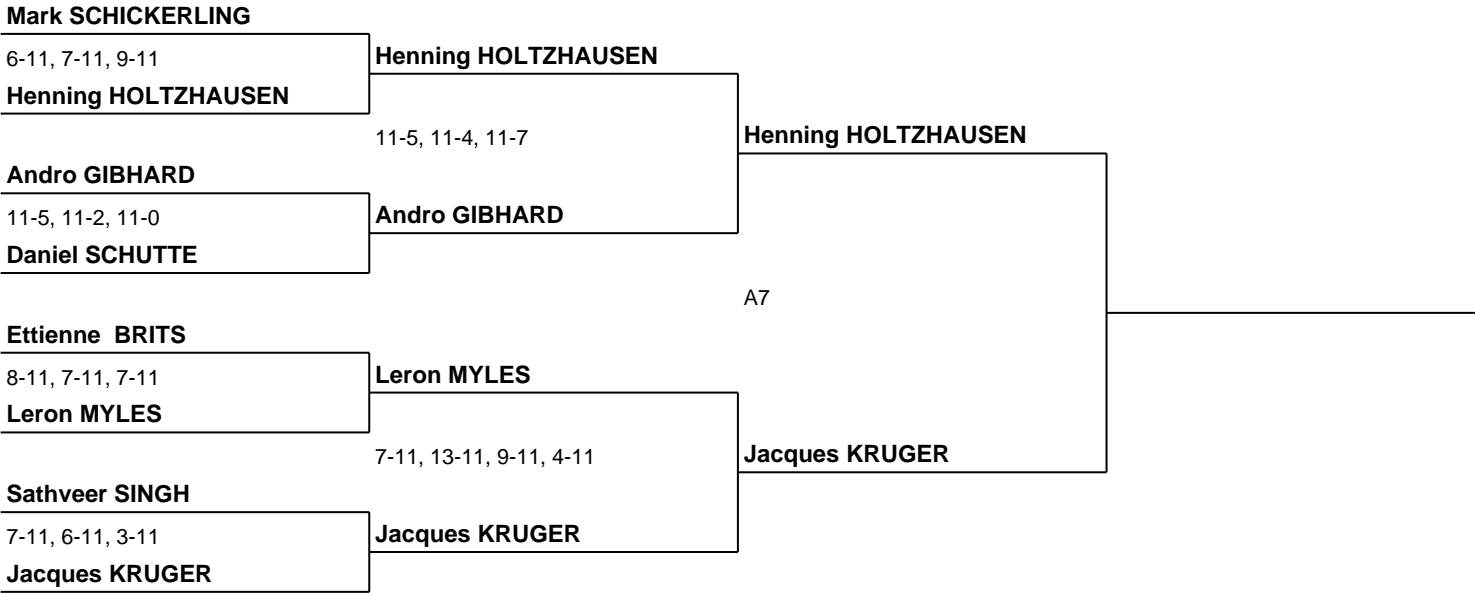 Mark SCHICKERLING
6-11, 7-11, 9-11
Henning HOLTZHAUSEN
Henning HOLTZHAUSEN
11-5, 11-4, 11-7
Henning HOLTZHAUSEN
Andro GIBHARD
11-5, 11-2, 11-0
Andro GIBHARD
Daniel SCHUTTE
A7
Ettienne  BRITS
8-11, 7-11, 7-11
Leron MYLES
Leron MYLES
7-11, 13-11, 9-11, 4-11
Jacques KRUGER
Sathveer SINGH
7-11, 6-11, 3-11
Jacques KRUGER
Jacques KRUGER